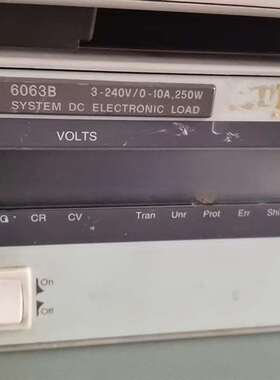 6063B 3-240V/0-10A,250W
SYSTEM DC ELECTRONIC LOAD
VOLTS
CR CV Tran Unr Prot Err
On
Off